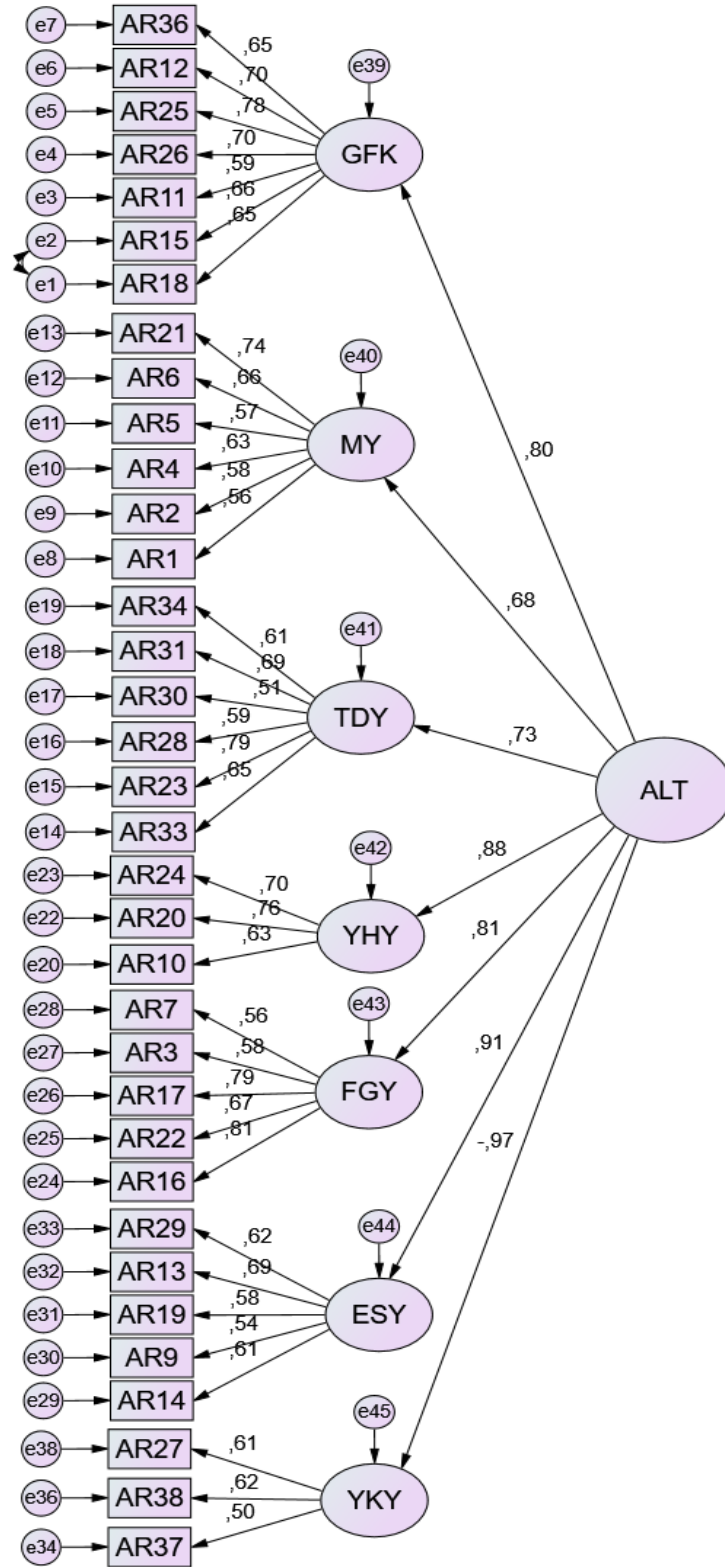 e7 AR36
,65
e6 AR12
,70
e39
e5 AR25
,78
e4 AR26
,70
GFK
e3 AR11
,59
e2 AR15
,66
e1 AR18
,65
e13 AR21
,74
e40
e12 AR6
,66
e11 AR5
,57
MY
,80
e10 AR4
,63
e9 AR2
,58
e8 AR1
,56
e19 AR34
,61
e41
,68
e18 AR31
,69
e17 AR30
,51
TDY
,73
e16 AR28
,59
e15 AR23
,79
ALT
e14 AR33
,65
e23 AR24
,70
e42
,88
e22 AR20
,76
YHY
,81
e20 AR10
,63
e28 AR7
,56
e43
e27 AR3
,58
,91
e26 AR17
,79
FGY
e25 AR22
,67
-,97
e24 AR16
,81
e33 AR29
,62
e44
e32 AR13
,69
e31 AR19
,58
ESY
e30 AR9
,54
e29 AR14
,61
e38 AR27
,61
e45
e36 AR38
,62
YKY
e34 AR37
,50